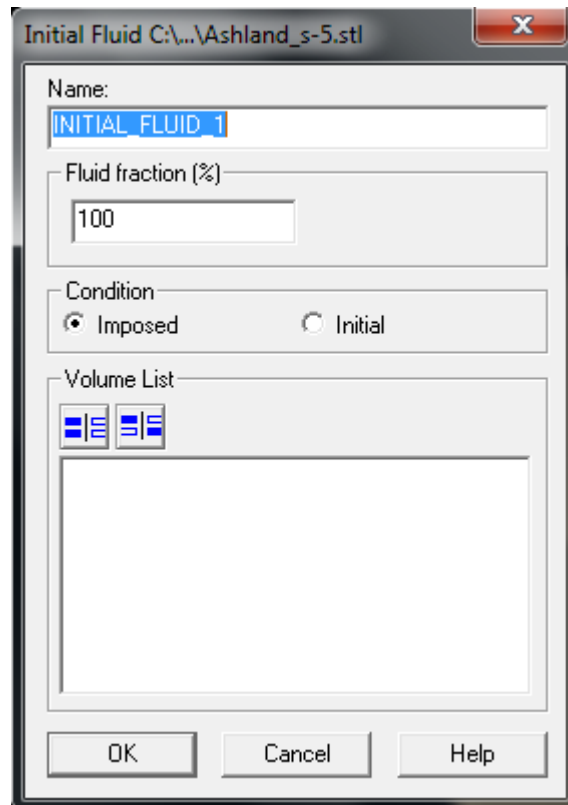 Initial Fluid C:\...\Ashland_s-5.stl
Name:
INITIAL_FLUID_1
Fluid fraction (%)
100
Condition
Imposed Initial
Volume List
OK Cancel Help